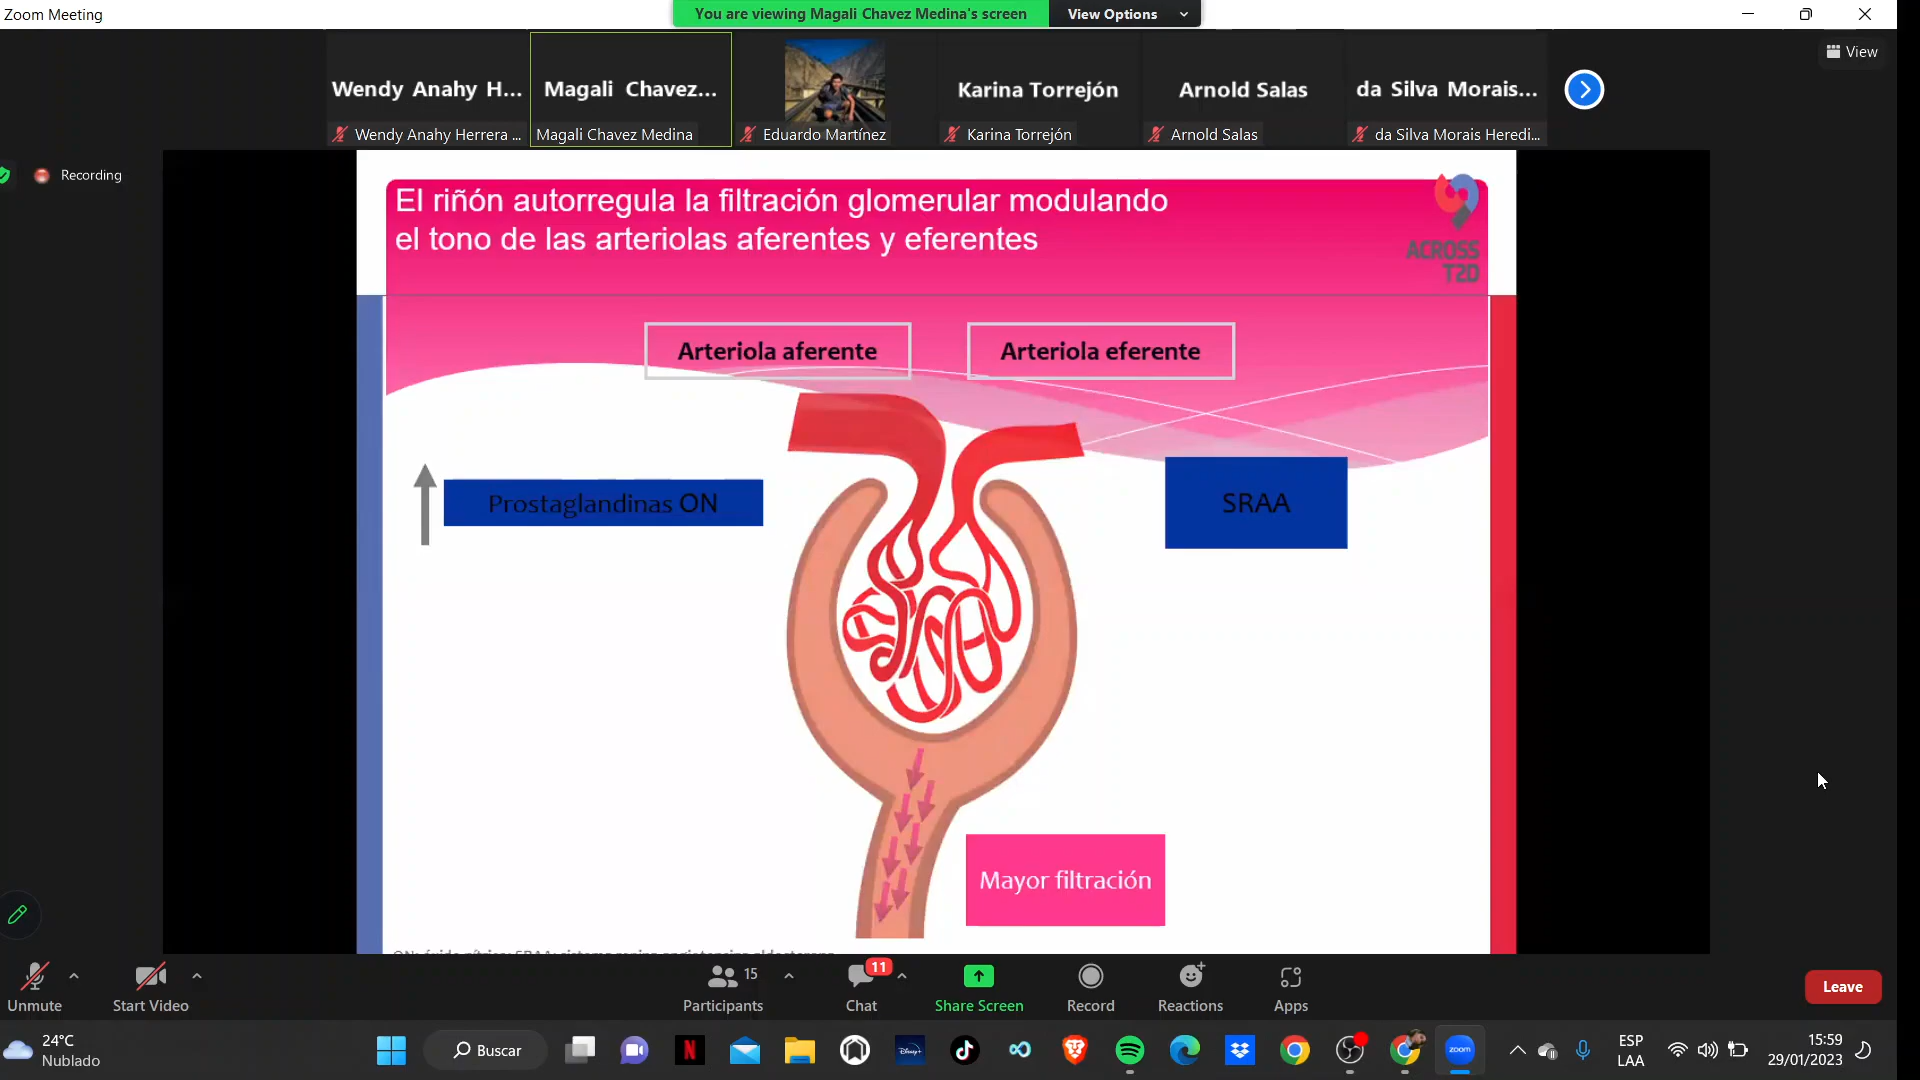 Zoom Meeting
You are viewing Magali Chavez Medina's screen
View Options
View
Wendy Anahy H...
Magali Chavez...
Karina Torrejón
Arnold Salas
da Silva Morais...
Wendy Anahy Herrera ...
Magali Chavez Medina
Eduardo Martínez
Karina Torrejón
Arnold Salas
da Silva Morais Heredi...
Recording
El riñón autorregula la filtración glomerular modulando
el tono de las arteriolas aferentes y eferentes
ACROSS
T2D
Arteriola aferente
Arteriola eferente
Prostaglandinas ON
SRAA
Mayor filtración
Unmute
Start Video
15
Participants
11
Chat
Share Screen
Record
Reactions
Apps
Leave
24°C
Nublado
Buscar
N
Disney+
zoom
ESP
LAA
15:59
29/01/2023